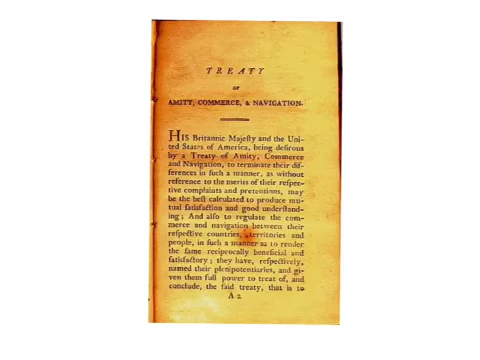 TREATY
OF
AMITY, COMMERCE, & NAVIGATION.
HIS Britannic Majeſty and the Uni-
ted States of America, being deſirous
by a Treaty of Amity, Commerce
and Navigation, to terminate their dif-
ferences in ſuch a manner, as without
reference to the merits of their reſpec-
tive complaints and pretentions, may
be the beſt calculated to produce mu-
tual ſatisfaction and good underſtand-
ing; And alſo to regulate the com-
merce and navigation between their
reſpective countries, territories and
people, in ſuch a manner as to render
the ſame reciprocally beneficial and
ſatisfactory; they have, reſpectively,
named their plenipotentiaries, and gi-
ven them full power to treat of, and
conclude, the ſaid treaty, that is to
A 2